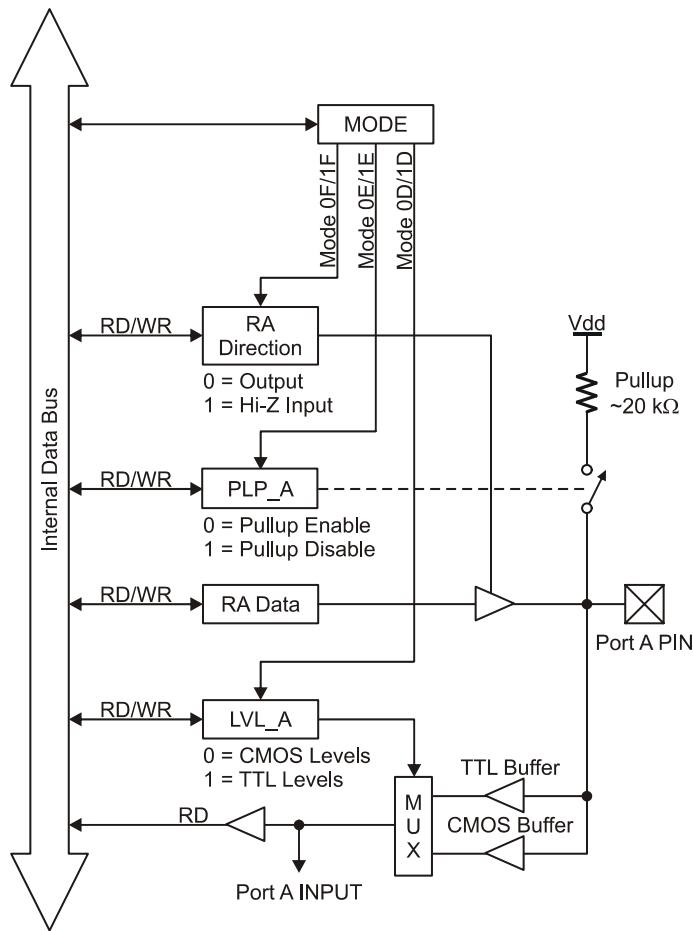 MODE
Mode 0F/1F
Mode 0E/1E
Mode 0D/1D
Internal Data Bus
RD/WR
RA
Direction
0 = Output
1 = Hi-Z Input
Vdd
Pullup
~20 kΩ
RD/WR
PLP_A
0 = Pullup Enable
1 = Pullup Disable
RD/WR
RA Data
Port A PIN
RD/WR
LVL_A
0 = CMOS Levels
1 = TTL Levels
RD
Port A INPUT
M
U
X
TTL Buffer
CMOS Buffer